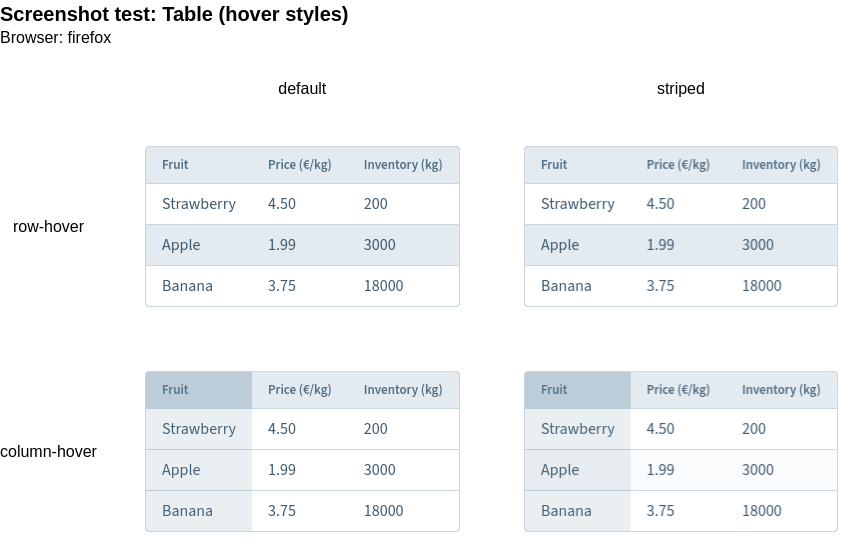 Screenshot test: Table (hover styles)
Browser: firefox
default striped
Fruit Price (€/kg) Inventory (kg) Fruit Price (€/kg) Inventory (kg)
Strawberry 4.50 200 Strawberry 4.50 200
row-hover
Apple 1.99 3000 Apple 1.99 3000
Banana 3.75 18000 Banana 3.75 18000
Fruit Price (€/kg) Inventory (kg) Fruit Price (€/kg) Inventory (kg)
Strawberry 4.50 200 Strawberry 4.50 200
column-hover
Apple 1.99 3000 Apple 1.99 3000
Banana 3.75 18000 Banana 3.75 18000